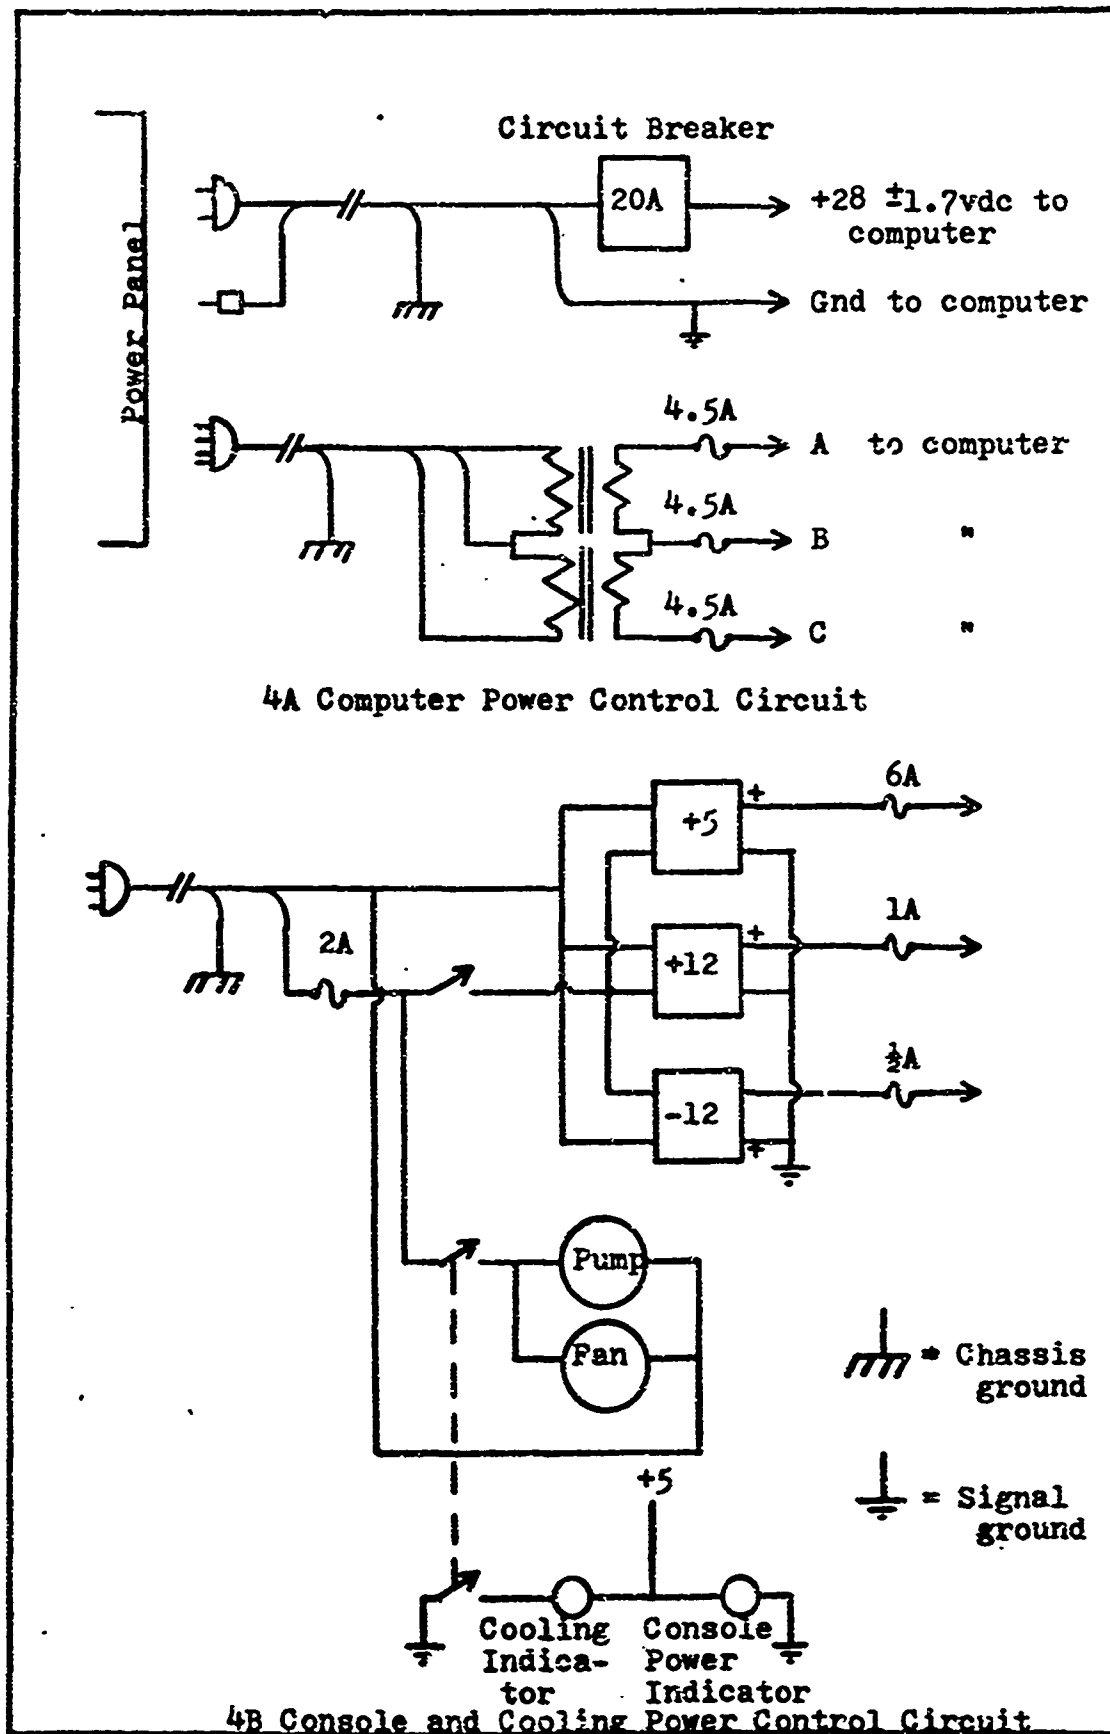 Circuit Breaker
Power Panel
20A
+28 ±1.7vdc to
computer
Gnd to computer
4.5A
A to computer
4.5A
B "
4.5A
C "
4A Computer Power Control Circuit
6A
+5
+
1A
2A
+12
+
½A
-12
+
Pump
Fan
= Chassis
ground
+5
= Signal
ground
Cooling
Indica-
tor
Console
Power
Indicator
4B Console and Cooling Power Control Circuit